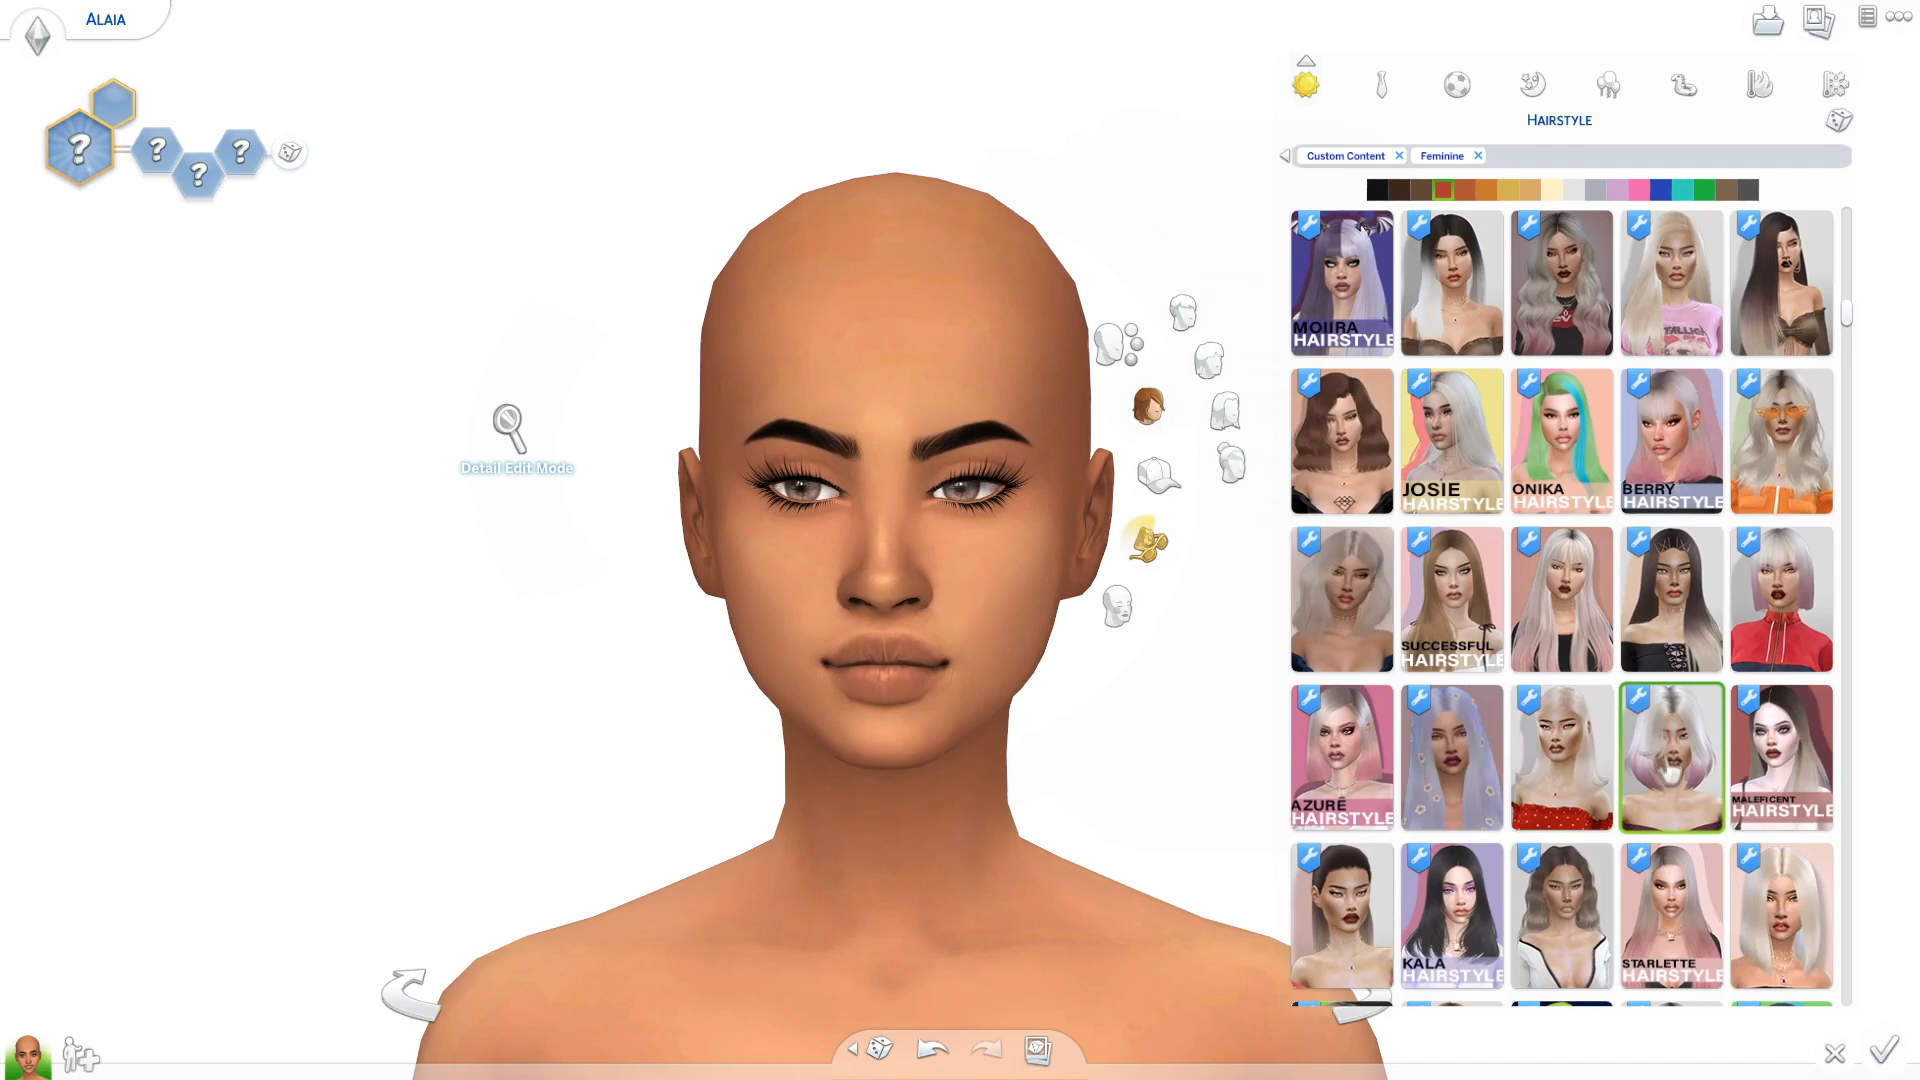 ALAIA
HAIRSTYLE
Custom Content
Feminine
Detail Edit Mode
MOIIRA
HAIRSTYLE
METALLICA
JOSIE
HAIRSTYLE
ONIKA
HAIRSTYLE
BERRY
HAIRSTYLE
SUCCESSFUL
HAIRSTYLE
AZURE
HAIRSTYLE
MALEFICENT
HAIRSTYLE
KALA
HAIRSTYLE
STARLETTE
HAIRSTYLE